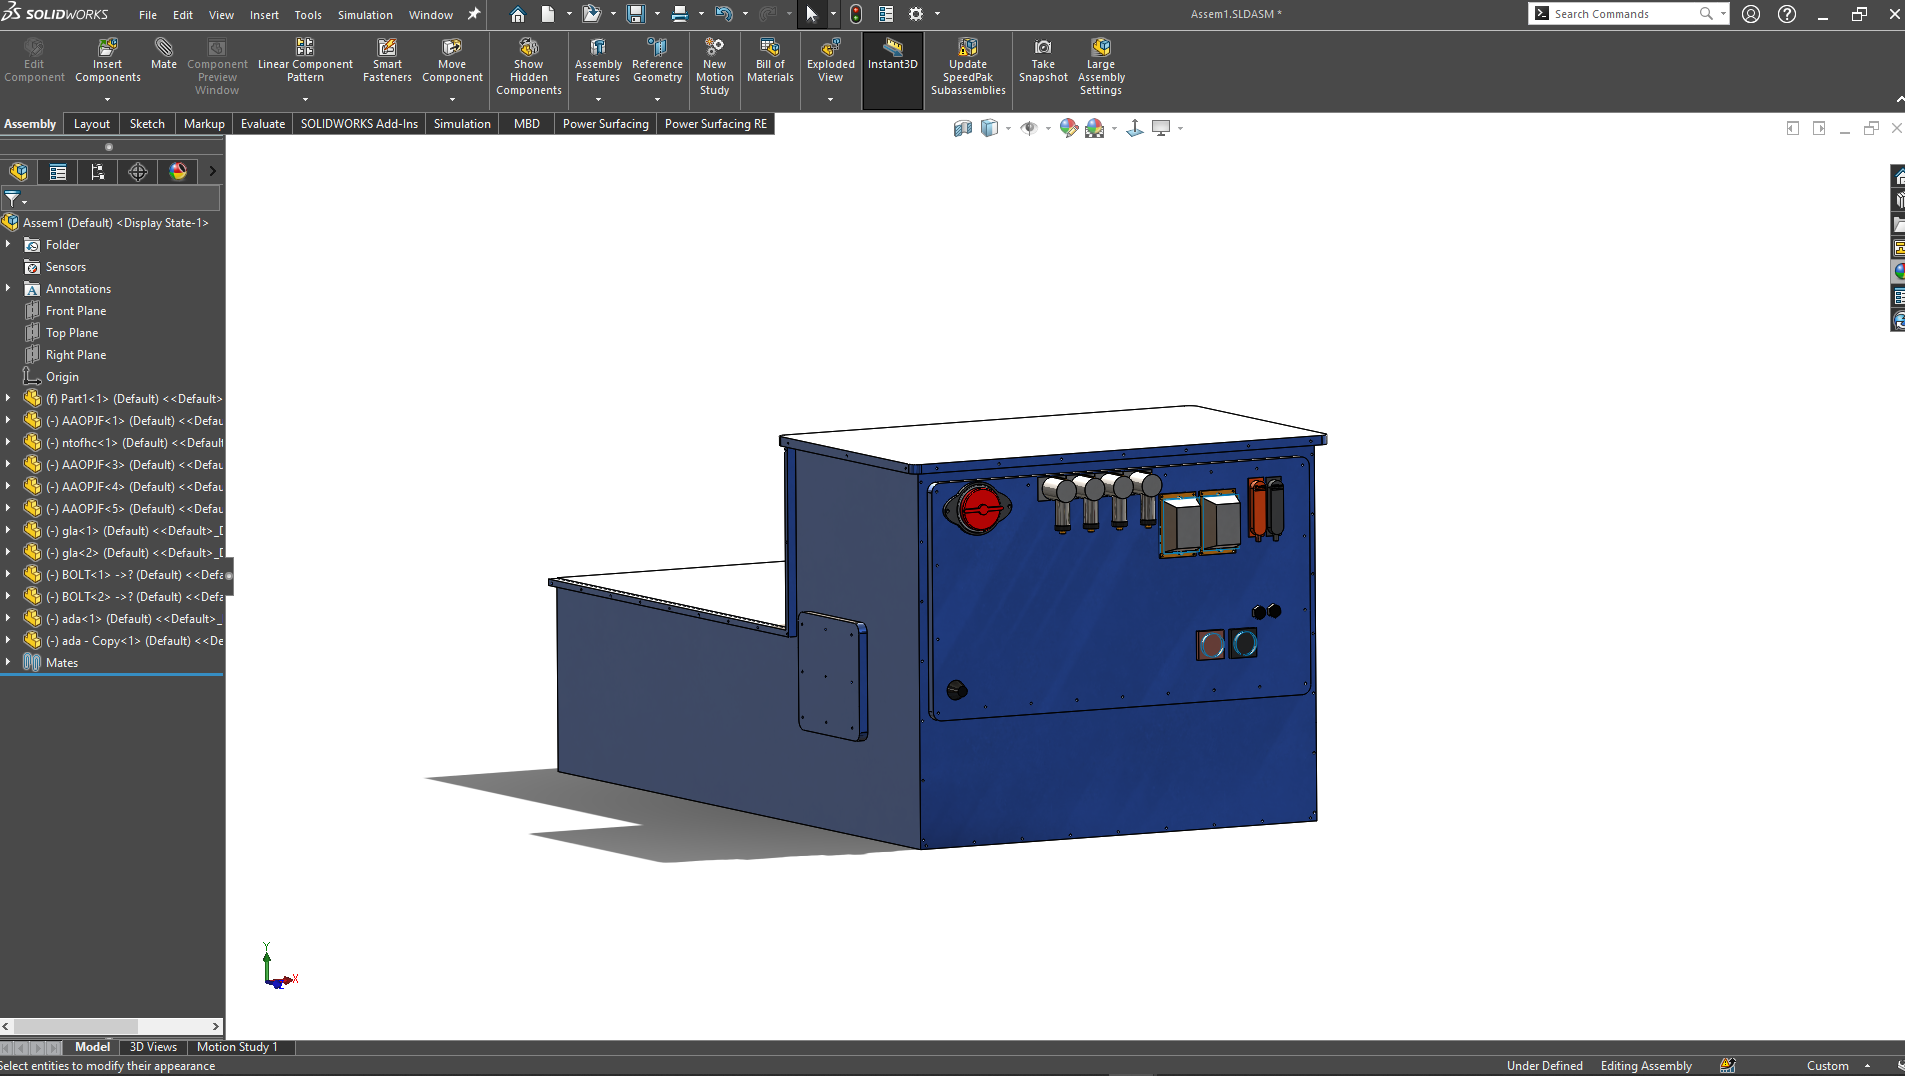 SOLIDWORKS File Edit View Insert Tools Simulation Window
Assem1.SLDASM *
Search Commands
Edit Component
Insert Components
Mate
Component Preview Window
Linear Component Pattern
Smart Fasteners
Move Component
Show Hidden Components
Assembly Features
Reference Geometry
New Motion Study
Bill of Materials
Exploded View
Instant3D
Update SpeedPak Subassemblies
Take Snapshot
Large Assembly Settings
Assembly Layout Sketch Markup Evaluate SOLIDWORKS Add-Ins Simulation MBD Power Surfacing Power Surfacing RE
Assem1 (Default) <Display State-1>
Folder
Sensors
Annotations
Front Plane
Top Plane
Right Plane
Origin
(f) Part1<1> (Default) <<Default>
(-) AAOPJF<1> (Default) <<Defau
(-) ntofhc<1> (Default) <<Default
(-) AAOPJF<3> (Default) <<Defau
(-) AAOPJF<4> (Default) <<Defau
(-) AAOPJF<5> (Default) <<Defau
(-) gla<1> (Default) <<Default>_D
(-) gla<2> (Default) <<Default>_D
(-) BOLT<1> ->? (Default) <<Defa
(-) BOLT<2> ->? (Default) <<Defa
(-) ada<1> (Default) <<Default>_
(-) ada - Copy<1> (Default) <<De
Mates
Y
X
Z
Model 3D Views Motion Study 1
Select entities to modify their appearance
Under Defined Editing Assembly Custom